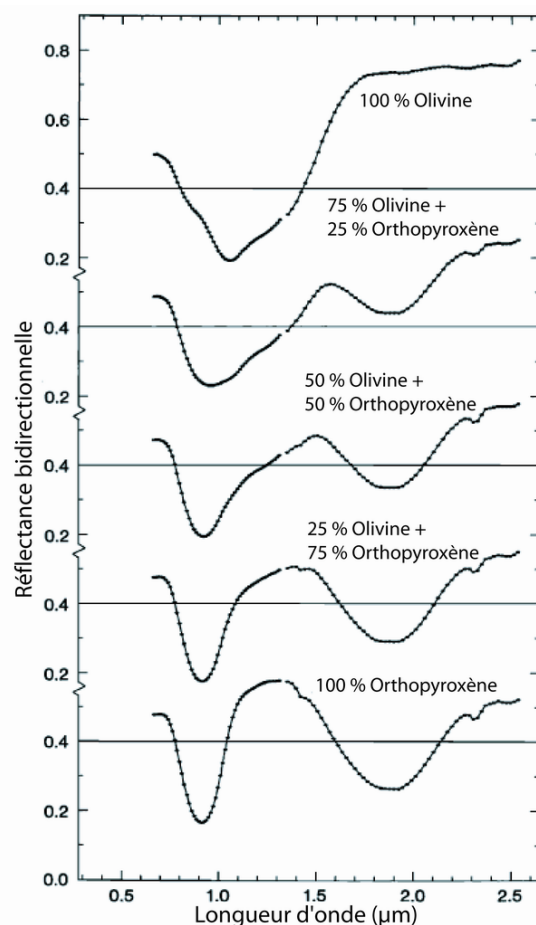 0.8
100 % Olivine
0.6
0.4
75 % Olivine +
25 % Orthopyroxène
0.2
0.4
0.2
50 % Olivine +
50 % Orthopyroxène
0.4
0.2
25 % Olivine +
75 % Orthopyroxène
0.4
0.2
100 % Orthopyroxène
0.4
0.2
0.0
Réflectance bidirectionnelle
0.5 1.0 1.5 2.0 2.5
Longueur d'onde (µm)